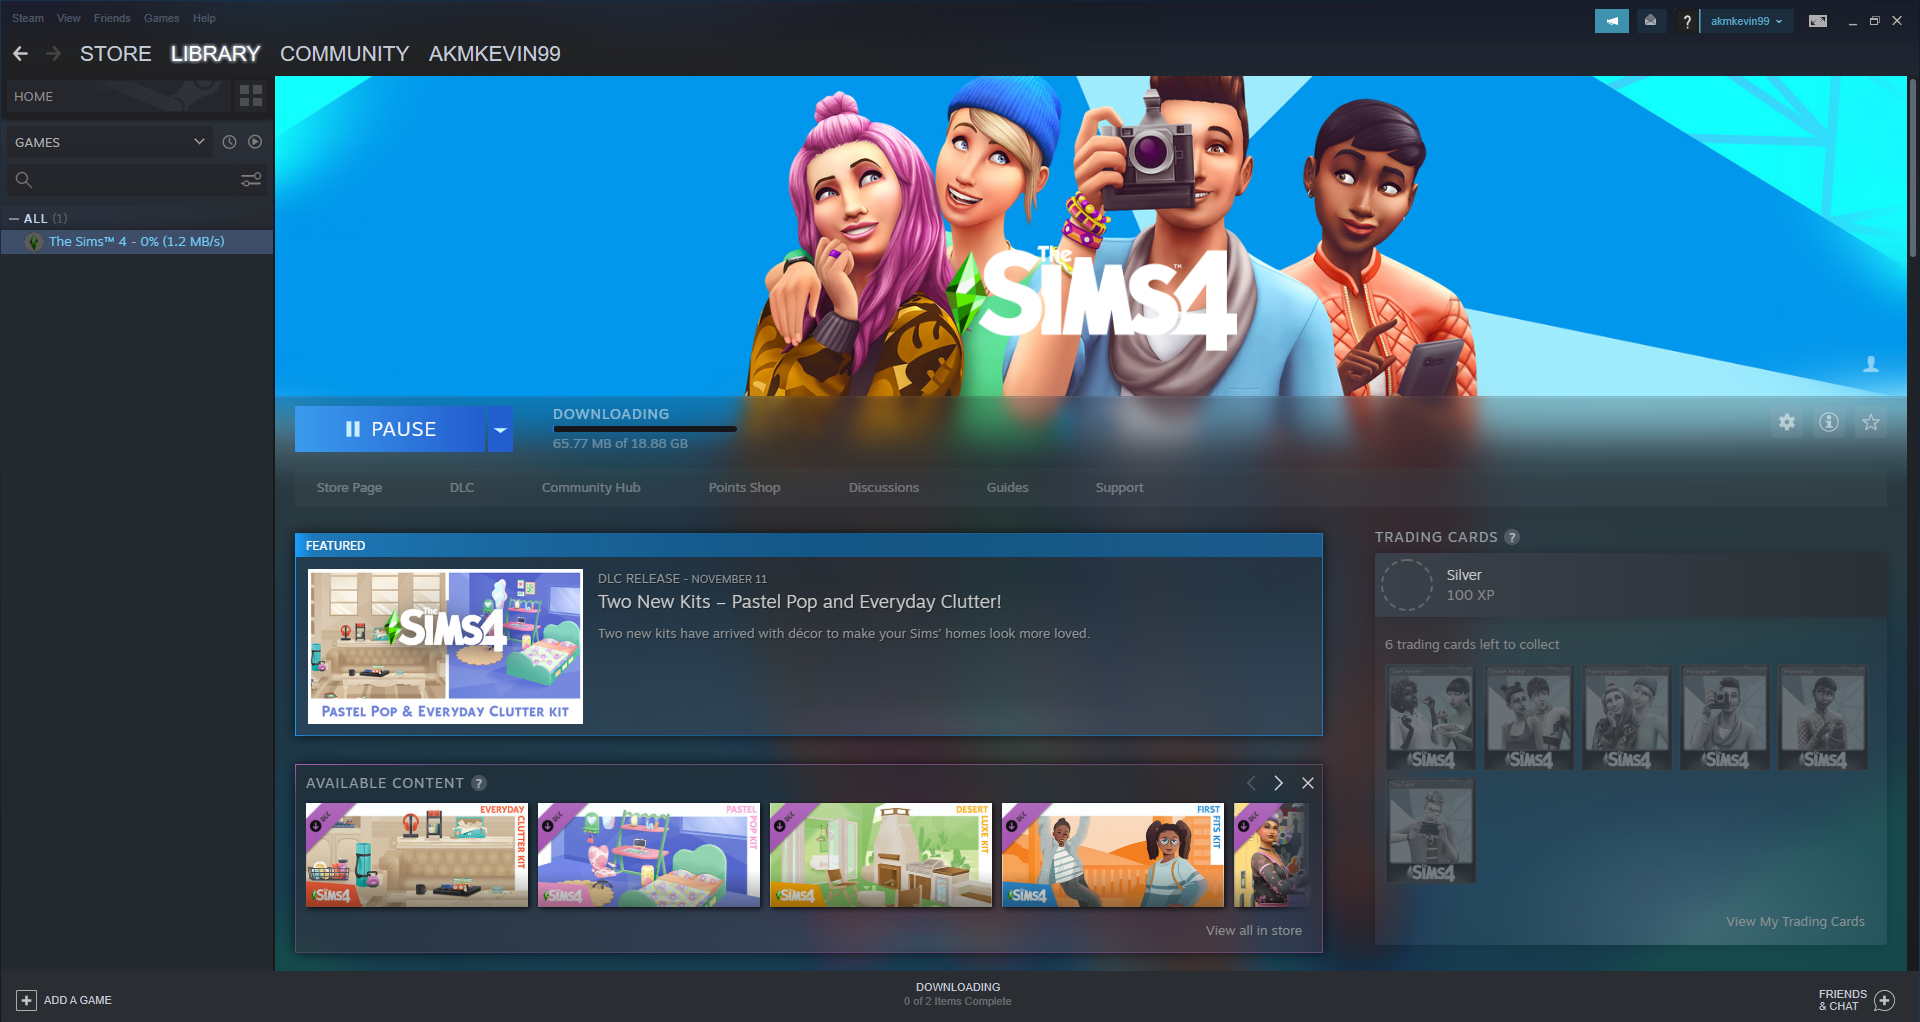 Steam View Friends Games Help
akmkevin99
STORE LIBRARY COMMUNITY AKMKEVIN99
HOME
GAMES
ALL (1)
The Sims™ 4 - 0% (1.2 MB/s)
The SIMS 4™
PAUSE
DOWNLOADING
65.77 MB of 18.88 GB
Store Page DLC Community Hub Points Shop Discussions Guides Support
FEATURED
The SIMS 4
PASTEL POP & EVERYDAY CLUTTER KIT
DLC RELEASE - NOVEMBER 11
Two New Kits – Pastel Pop and Everyday Clutter!
Two new kits have arrived with décor to make your Sims' homes look more loved.
AVAILABLE CONTENT ?
DLC
EVERYDAY
CLUTTER KIT
SIMS4
DLC
PASTEL
POP KIT
SIMS4
DLC
DESERT
LUXE KIT
SIMS4
DLC
FIRST
FITS KIT
SIMS4
DLC
View all in store
TRADING CARDS ?
Silver
100 XP
6 trading cards left to collect
SIMS4
SIMS4
SIMS4
SIMS4
SIMS4
SIMS4
View My Trading Cards
ADD A GAME
DOWNLOADING
0 of 2 Items Complete
FRIENDS
& CHAT